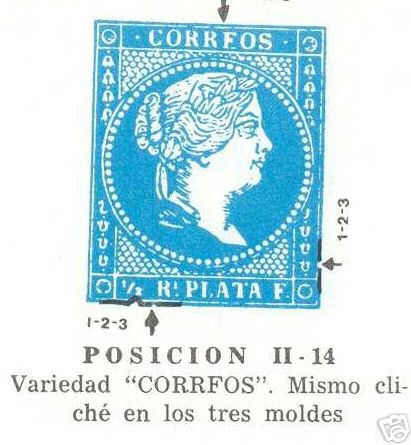 CORRFOS
½ Rˡ PLATA F.
1-2-3
1-2-3
POSICION II-14
Variedad "CORRFOS". Mismo cli-
ché en los tres moldes